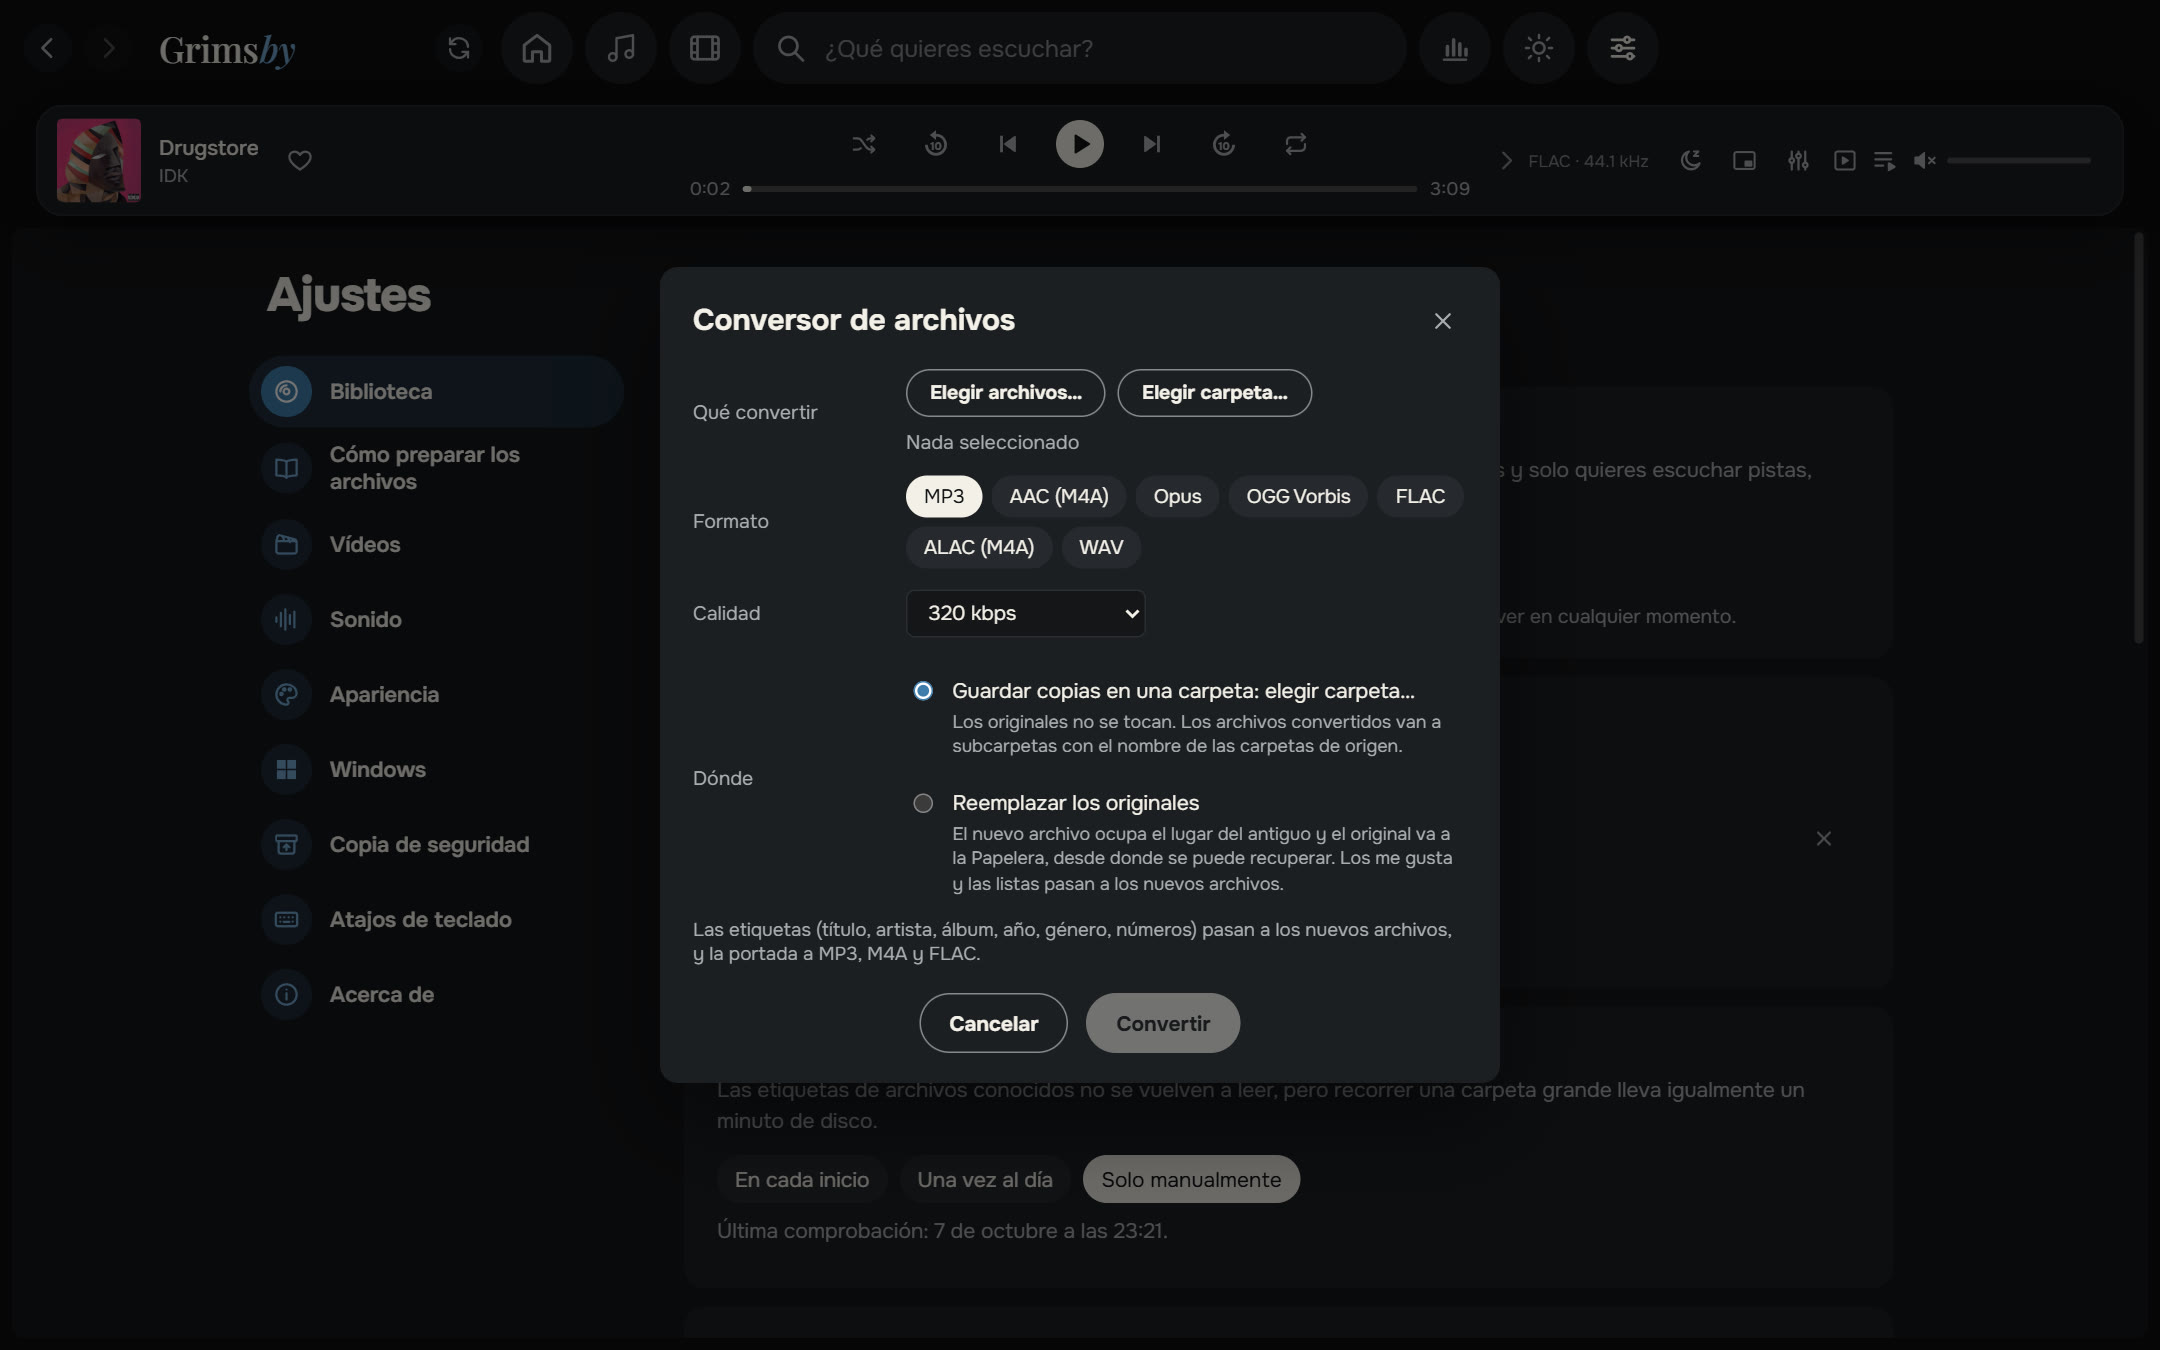 Grimsby
¿Qué quieres escuchar?
Drugstore
IDK
10
10
0:02
3:09
FLAC · 44.1 kHz
Ajustes
Biblioteca
Cómo preparar los
archivos
Vídeos
Sonido
Apariencia
Windows
Copia de seguridad
Atajos de teclado
Acerca de
Conversor de archivos
Qué convertir
Elegir archivos...
Elegir carpeta...
Nada seleccionado
Formato
MP3
AAC (M4A)
Opus
OGG Vorbis
FLAC
ALAC (M4A)
WAV
Calidad
320 kbps
Dónde
Guardar copias en una carpeta: elegir carpeta...
Los originales no se tocan. Los archivos convertidos van a
subcarpetas con el nombre de las carpetas de origen.
Reemplazar los originales
El nuevo archivo ocupa el lugar del antiguo y el original va a
la Papelera, desde donde se puede recuperar. Los me gusta
y las listas pasan a los nuevos archivos.
Las etiquetas (título, artista, álbum, año, género, números) pasan a los nuevos archivos,
y la portada a MP3, M4A y FLAC.
Cancelar
Convertir
y solo quieres escuchar pistas,
en cualquier momento.
Las etiquetas de archivos conocidos no se vuelven a leer, pero recorrer una carpeta grande lleva igualmente un
minuto de disco.
En cada inicio
Una vez al día
Solo manualmente
Última comprobación: 7 de octubre a las 23:21.